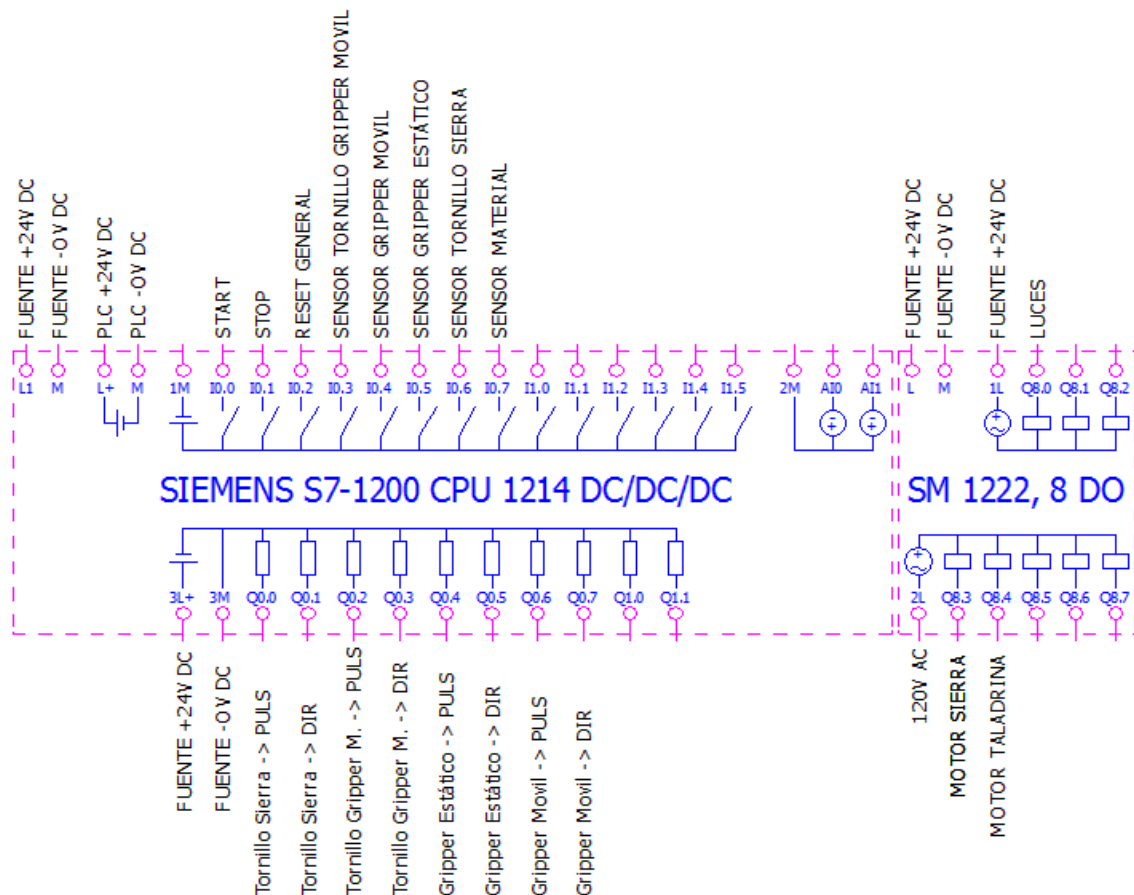 FUENTE +24V DC
FUENTE -0V DC
PLC +24V DC
PLC -0V DC
START
STOP
RESET GENERAL
SENSOR TORNILLO GRIPPER MOVIL
SENSOR GRIPPER MOVIL
SENSOR GRIPPER ESTÁTICO
SENSOR TORNILLO SIERRA
SENSOR MATERIAL
FUENTE +24V DC
FUENTE -0V DC
FUENTE +24V DC
LUCES
L1 M L+ M 1M I0.0 I0.1 I0.2 I0.3 I0.4 I0.5 I0.6 I0.7 I1.0 I1.1 I1.2 I1.3 I1.4 I1.5 2M AI0 AI1 L M 1L Q8.0 Q8.1 Q8.2
SIEMENS S7-1200 CPU 1214 DC/DC/DC
SM 1222, 8 DO
3L+ 3M Q0.0 Q0.1 Q0.2 Q0.3 Q0.4 Q0.5 Q0.6 Q0.7 Q1.0 Q1.1 2L Q8.3 Q8.4 Q8.5 Q8.6 Q8.7
FUENTE +24V DC
FUENTE -0V DC
Tornillo Sierra -> PULS
Tornillo Sierra -> DIR
Tornillo Gripper M. -> PULS
Tornillo Gripper M. -> DIR
Gripper Estático -> PULS
Gripper Estático -> DIR
Gripper Movil -> PULS
Gripper Movil -> DIR
120V AC
MOTOR SIERRA
MOTOR TALADRINA